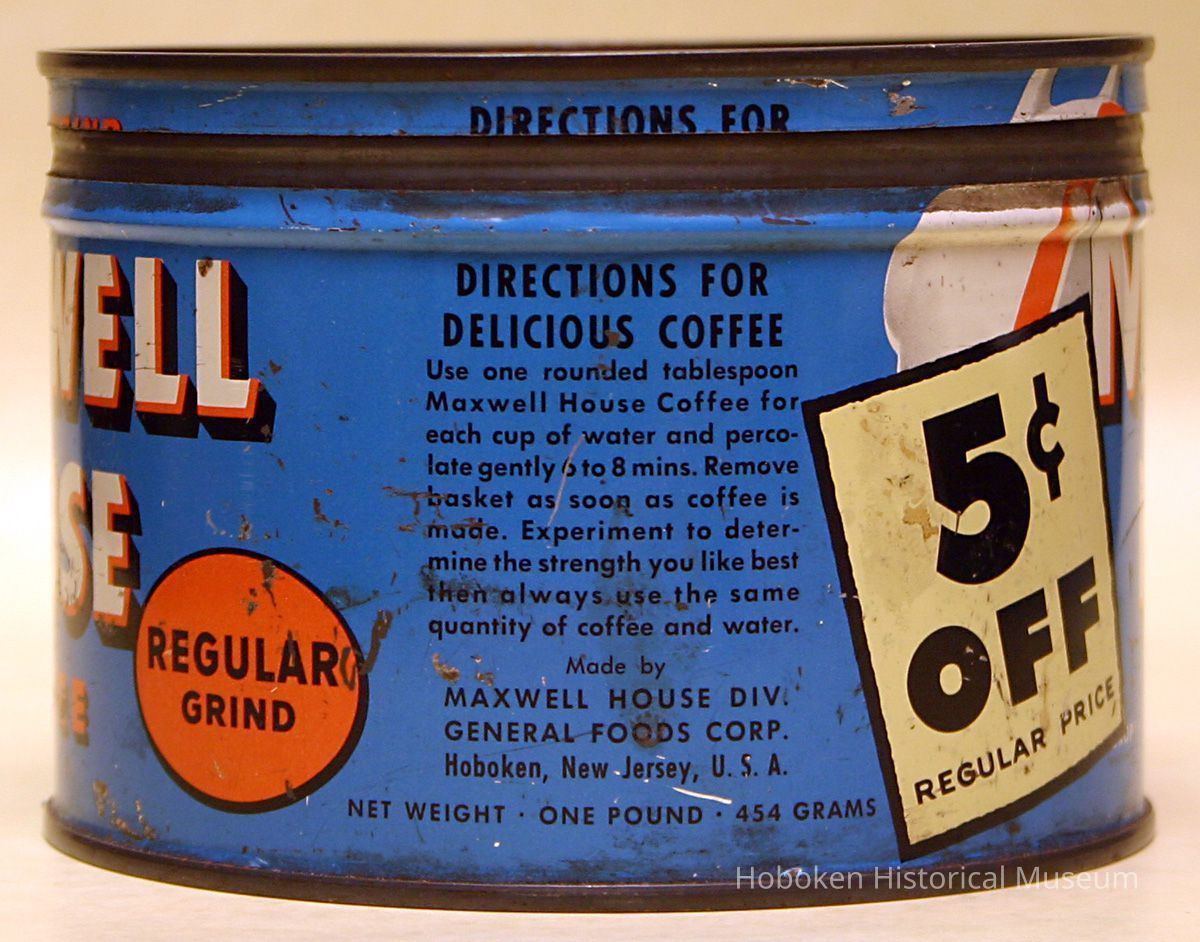 DIRECTIONS FOR
WELL
SE
REGULAR
GRIND
DIRECTIONS FOR
DELICIOUS COFFEE
Use one rounded tablespoon
Maxwell House Coffee for
each cup of water and perco-
late gently 6 to 8 mins. Remove
basket as soon as coffee is
made. Experiment to deter-
mine the strength you like best
then always use the same
quantity of coffee and water.
Made by
MAXWELL HOUSE DIV.
GENERAL FOODS CORP.
Hoboken, New Jersey, U. S. A.
NET WEIGHT · ONE POUND · 454 GRAMS
5¢
OFF
REGULAR PRICE
Hoboken Historical Museum